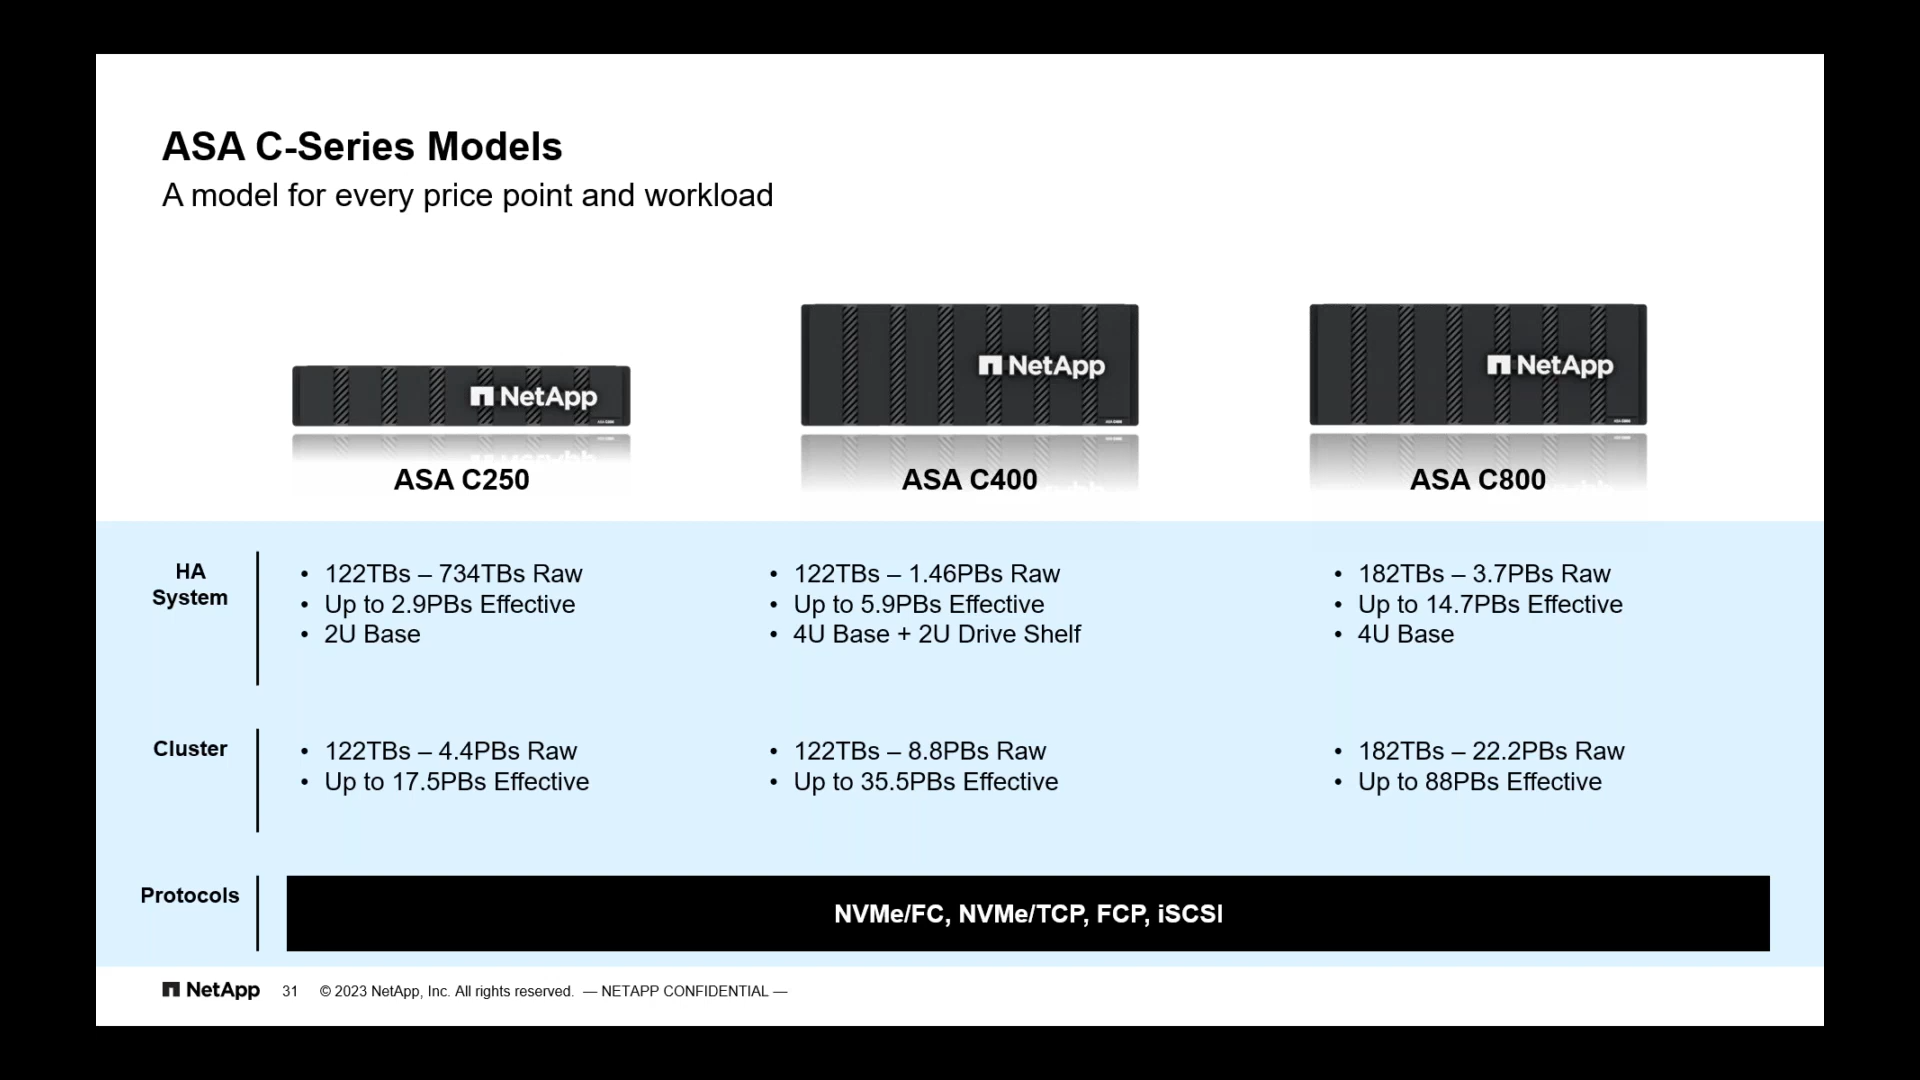 ASA C-Series Models
A model for every price point and workload
NetApp
NetApp
NetApp
ASA C250
ASA C400
ASA C800
HA
System
• 122TBs – 734TBs Raw
• Up to 2.9PBs Effective
• 2U Base
• 122TBs – 1.46PBs Raw
• Up to 5.9PBs Effective
• 4U Base + 2U Drive Shelf
• 182TBs – 3.7PBs Raw
• Up to 14.7PBs Effective
• 4U Base
Cluster
• 122TBs – 4.4PBs Raw
• Up to 17.5PBs Effective
• 122TBs – 8.8PBs Raw
• Up to 35.5PBs Effective
• 182TBs – 22.2PBs Raw
• Up to 88PBs Effective
Protocols
NVMe/FC, NVMe/TCP, FCP, iSCSI
NetApp 31 © 2023 NetApp, Inc. All rights reserved. — NETAPP CONFIDENTIAL —